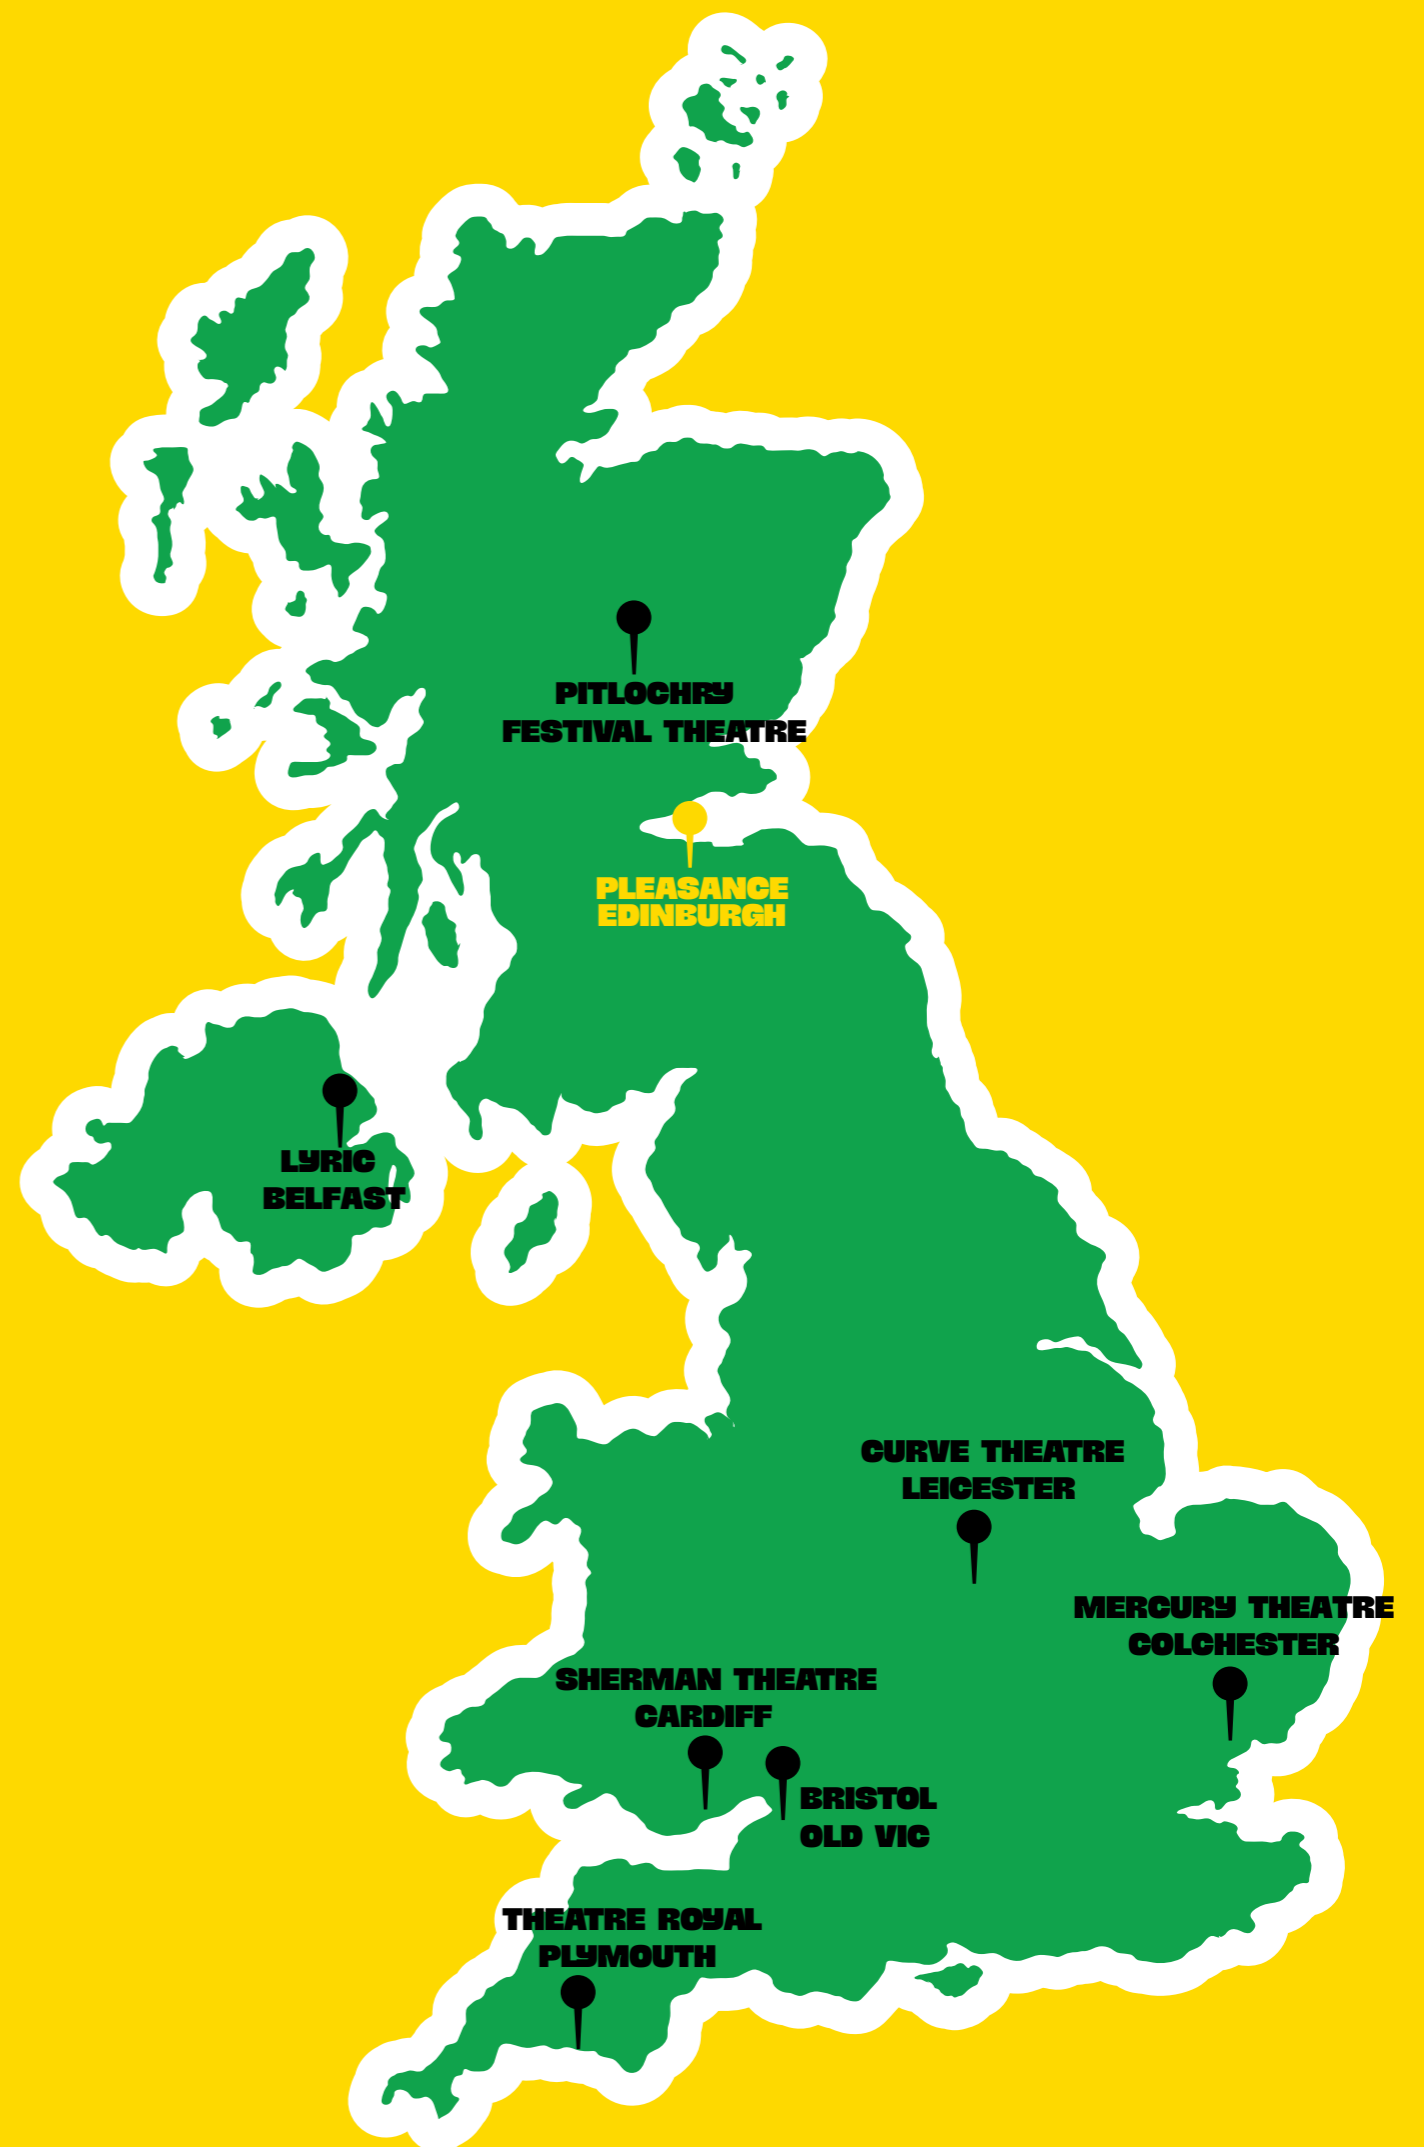 PITLOCHRY
FESTIVAL THEATRE
PLEASANCE
EDINBURGH
LYRIC
BELFAST
CURVE THEATRE
LEICESTER
MERCURY THEATRE
COLCHESTER
SHERMAN THEATRE
CARDIFF
BRISTOL
OLD VIC
THEATRE ROYAL
PLYMOUTH